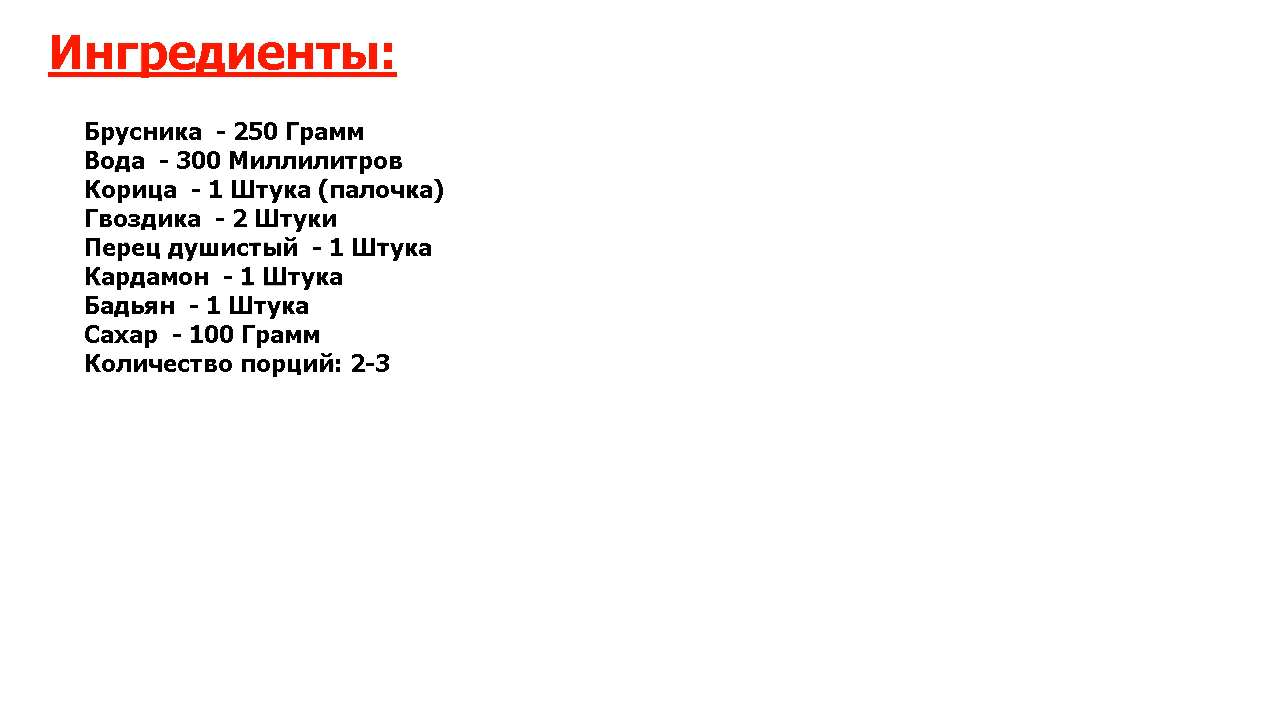 Ингредиенты:
Брусника  - 250 Грамм
Вода  - 300 Миллилитров
Корица  - 1 Штука (палочка)
Гвоздика  - 2 Штуки
Перец душистый  - 1 Штука
Кардамон  - 1 Штука
Бадьян  - 1 Штука
Сахар  - 100 Грамм
Количество порций: 2-3